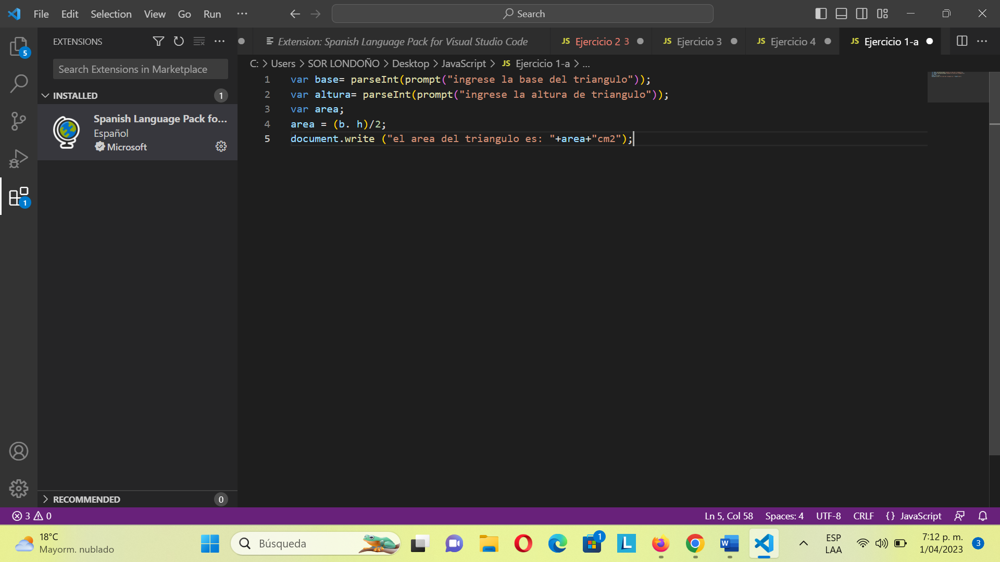 File Edit Selection View Go Run ··· Search
EXTENSIONS
Extension: Spanish Language Pack for Visual Studio Code JS Ejercicio 2 3 JS Ejercicio 3 JS Ejercicio 4 JS Ejercicio 1-a
5
Search Extensions in Marketplace
INSTALLED 1
Spanish Language Pack fo...
Español
Microsoft
1
C: > Users > SOR LONDOÑO > Desktop > JavaScript > JS Ejercicio 1-a > ...
1 var base= parseInt(prompt("ingrese la base del triangulo"));
2 var altura= parseInt(prompt("ingrese la altura de triangulo"));
3 var area;
4 area = (b. h)/2;
5 document.write ("el area del triangulo es: "+area+"cm2");
RECOMMENDED 0
3 0 Ln 5, Col 58 Spaces: 4 UTF-8 CRLF {} JavaScript
18°C
Mayorm. nublado
Búsqueda
1
L
W
ESP
LAA
7:12 p. m.
1/04/2023
3